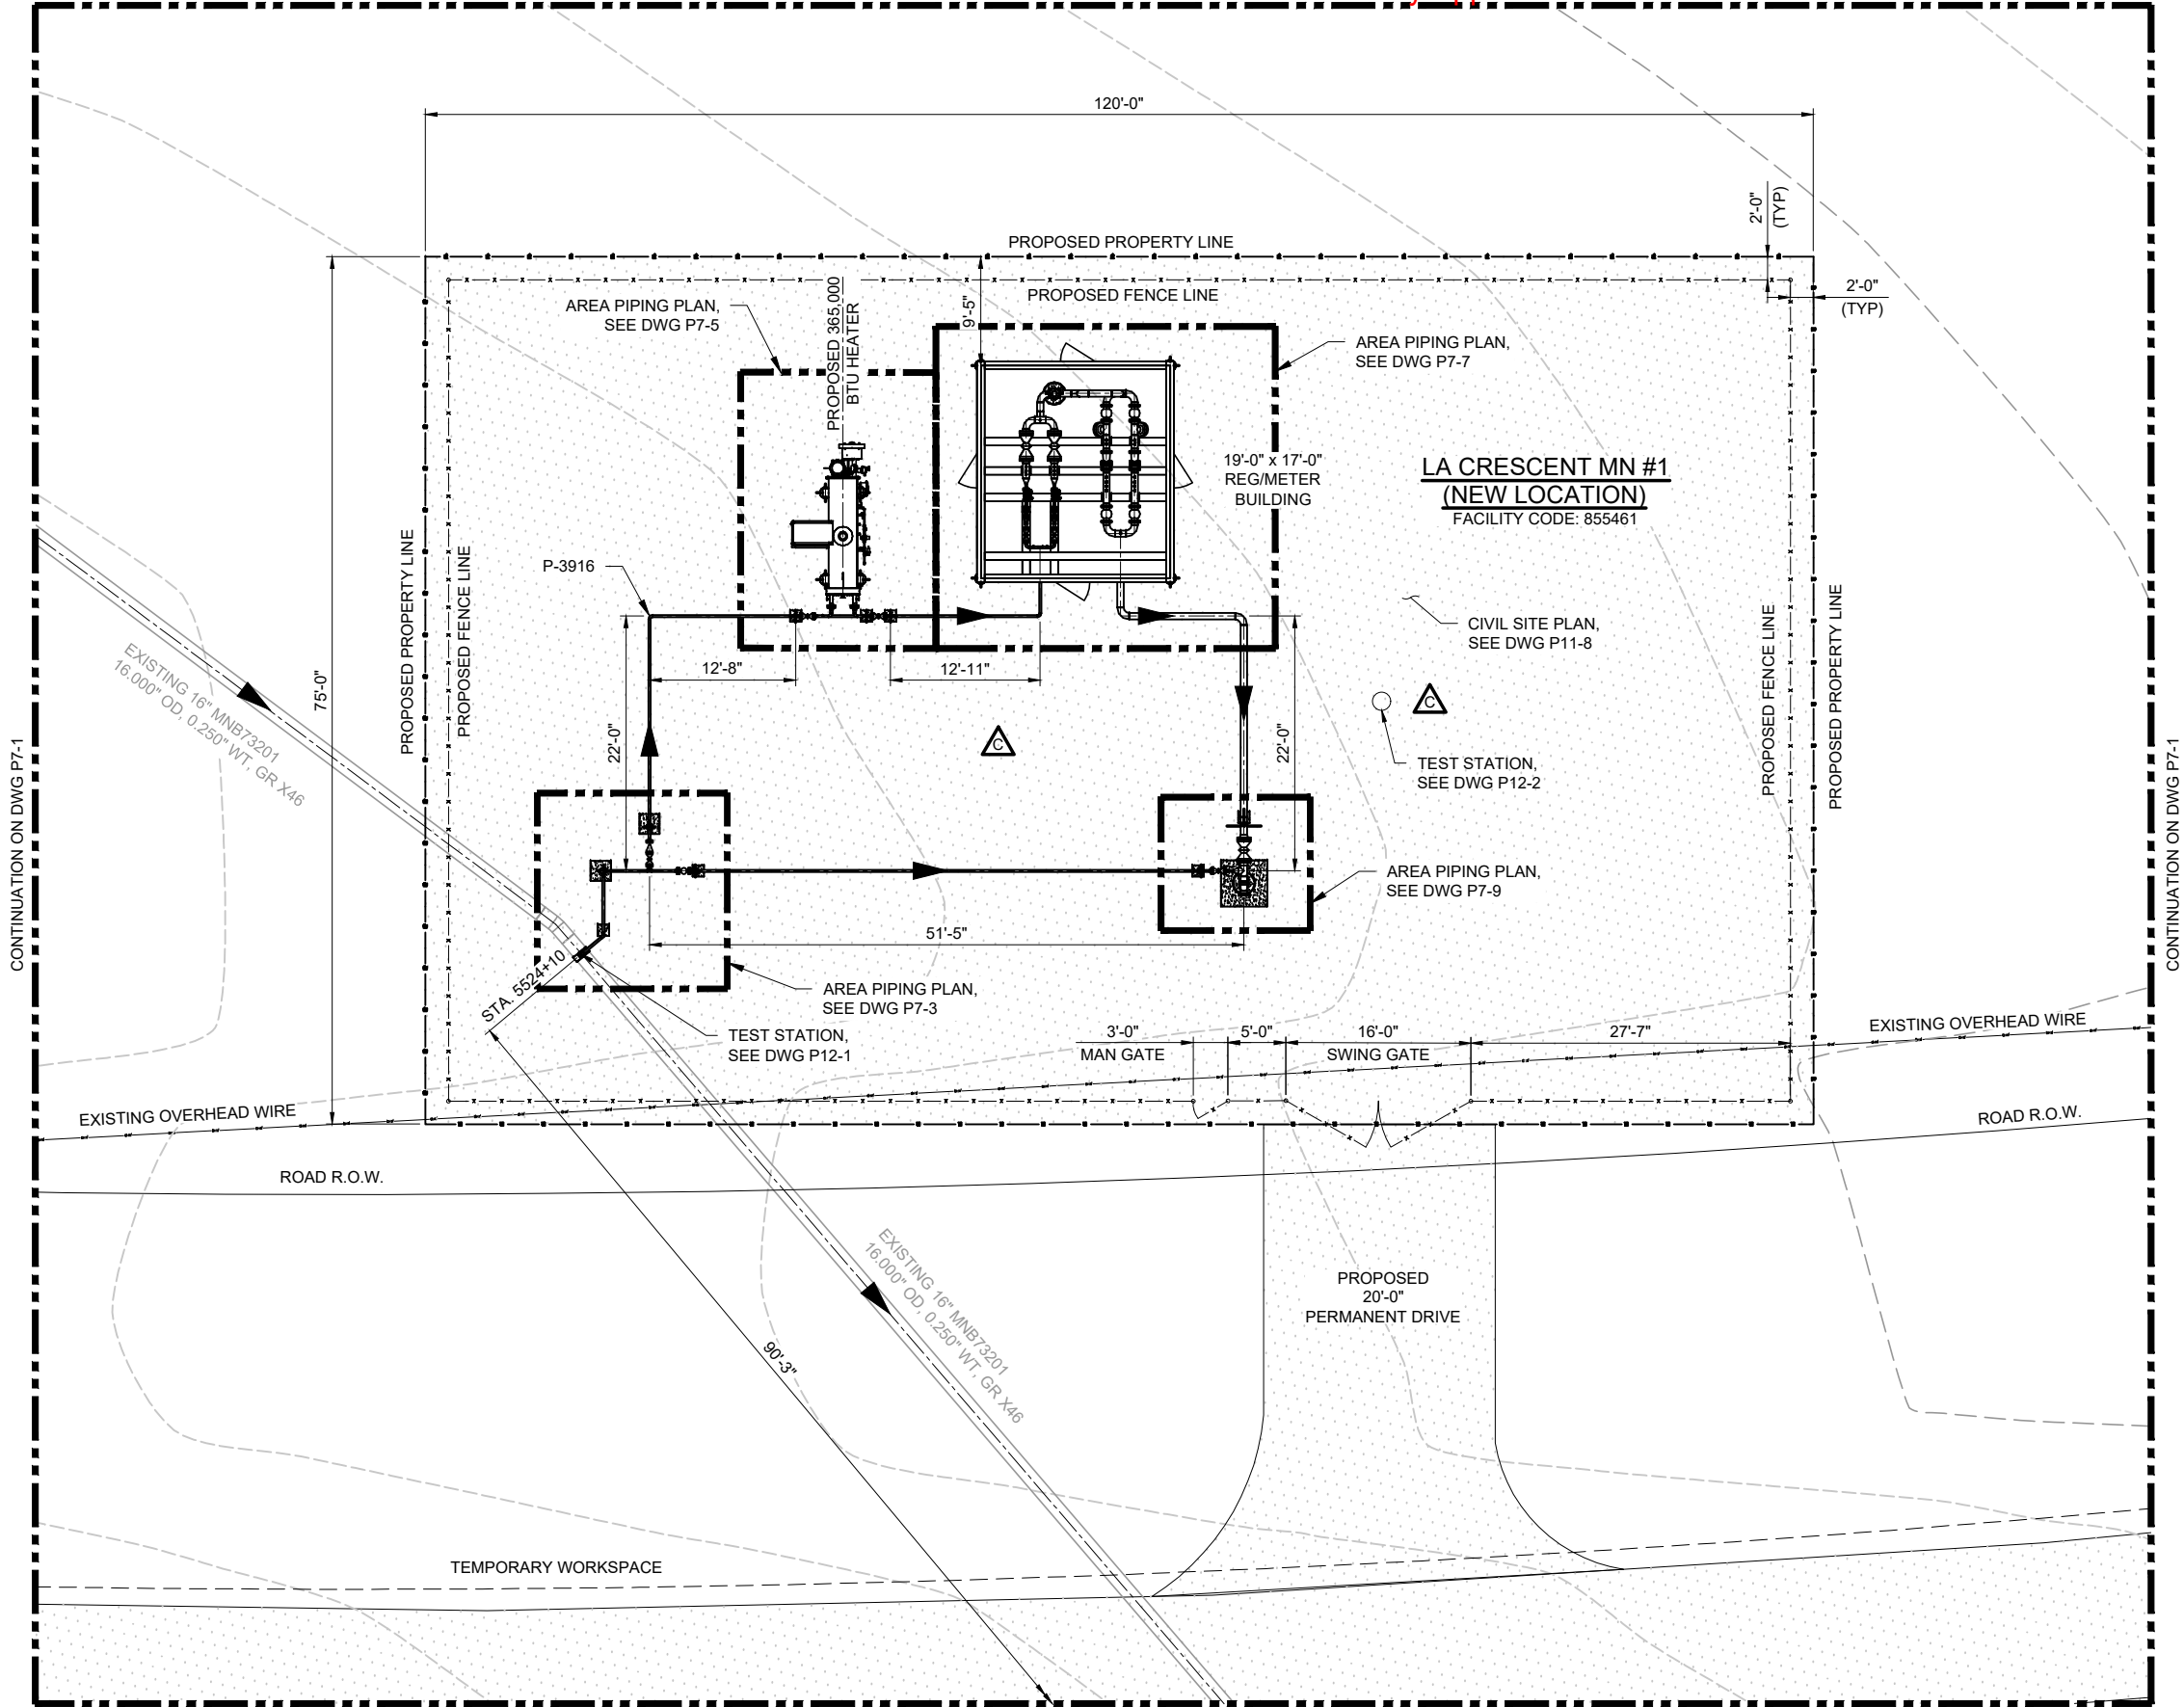 120'-0"
2'-0"
(TYP)
PROPOSED PROPERTY LINE
2'-0"
(TYP)
PROPOSED FENCE LINE
9'-5"
AREA PIPING PLAN,
SEE DWG P7-5
PROPOSED 365,000
BTU HEATER
AREA PIPING PLAN,
SEE DWG P7-7
19'-0" x 17'-0"
REG/METER
BUILDING
LA CRESCENT MN #1
(NEW LOCATION)
FACILITY CODE: 855461
PROPOSED PROPERTY LINE
PROPOSED FENCE LINE
P-3916
75'-0"
EXISTING 16" MNB73201
16.000" OD, 0.250" WT, GR X46
12'-8"
12'-11"
22'-0"
22'-0"
C
C
CIVIL SITE PLAN,
SEE DWG P11-8
TEST STATION,
SEE DWG P12-2
PROPOSED FENCE LINE
PROPOSED PROPERTY LINE
CONTINUATION ON DWG P7-1
CONTINUATION ON DWG P7-1
AREA PIPING PLAN,
SEE DWG P7-9
51'-5"
STA. 5524+10
AREA PIPING PLAN,
SEE DWG P7-3
TEST STATION,
SEE DWG P12-1
3'-0"
MAN GATE
5'-0"
16'-0"
SWING GATE
27'-7"
EXISTING OVERHEAD WIRE
EXISTING OVERHEAD WIRE
ROAD R.O.W.
ROAD R.O.W.
EXISTING 16" MNB73201
16.000" OD, 0.250" WT, GR X46
PROPOSED
20'-0"
PERMANENT DRIVE
90'-3"
TEMPORARY WORKSPACE